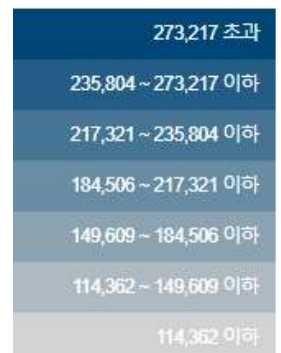 273,217 초과
235,804 ~ 273,217 이하
217,321 ~ 235,804 이하
184,506 ~ 217,321 이하
149,609 ~ 184,506 이하
114,362 ~ 149,609 이하
114,362 이하